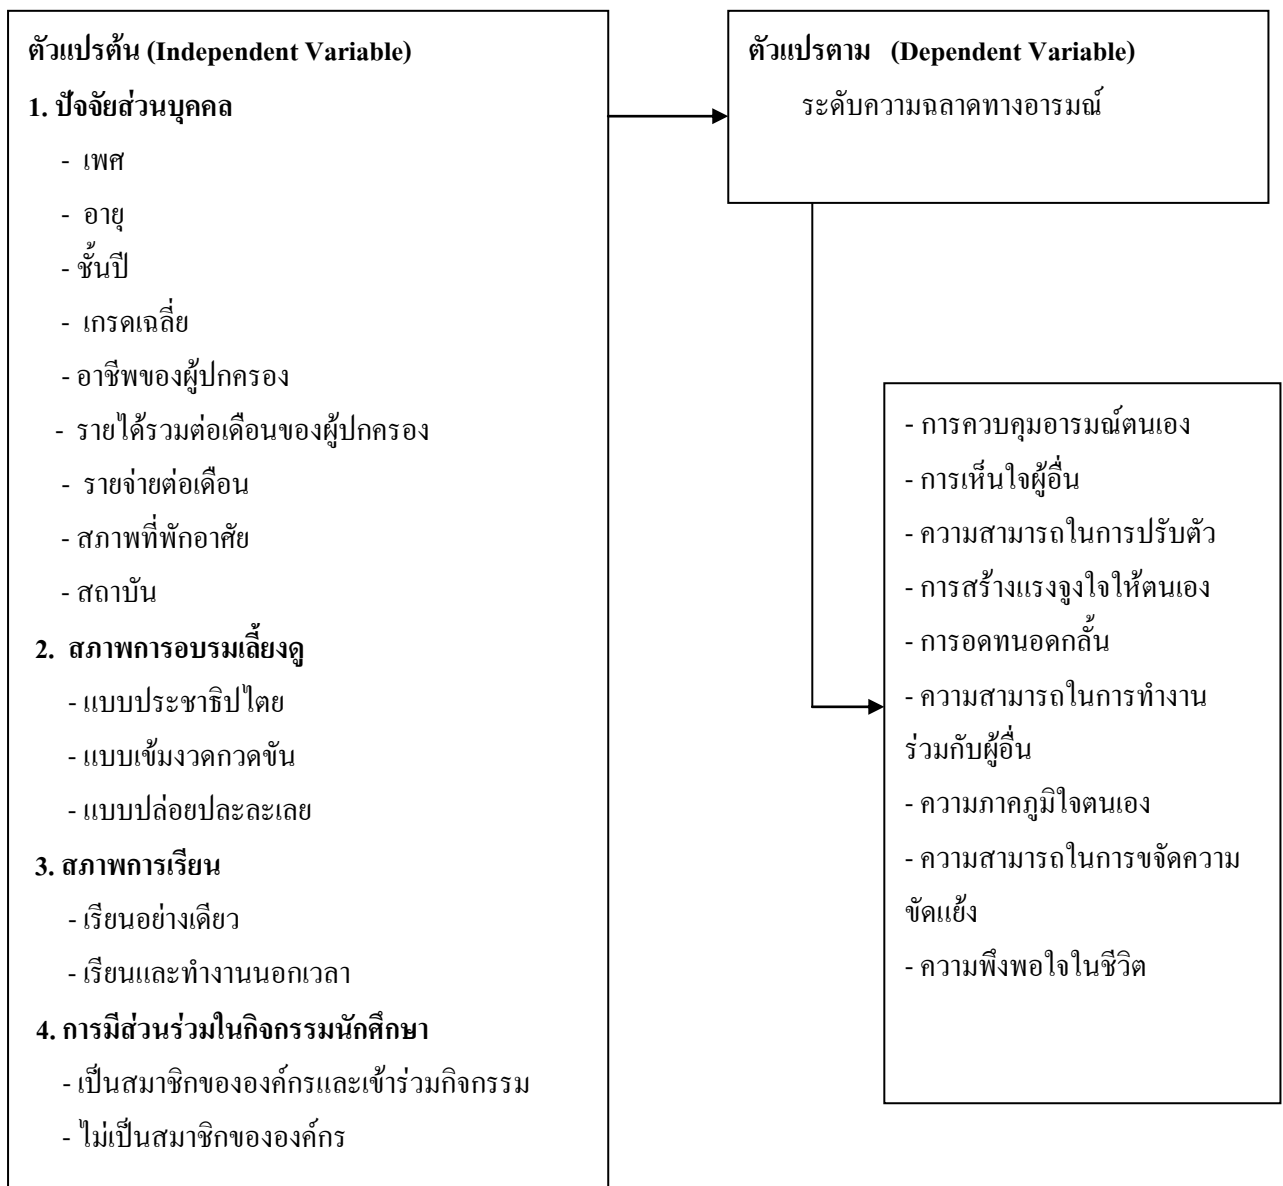 ตัวแปรต้น (Independent Variable)
1. ปัจจัยส่วนบุคคล
- เพศ
- อายุ
- ชั้นปี
- เกรดเฉลี่ย
- อาชีพของผู้ปกครอง
- รายได้รวมต่อเดือนของผู้ปกครอง
- รายจ่ายต่อเดือน
- สภาพที่พักอาศัย
- สถาบัน
2. สภาพการอบรมเลี้ยงดู
- แบบประชาธิปไตย
- แบบเข้มงวดกวดขัน
- แบบปล่อยปละละเลย
3. สภาพการเรียน
- เรียนอย่างเดียว
- เรียนและทำงานนอกเวลา
4. การมีส่วนร่วมในกิจกรรมนักศึกษา
- เป็นสมาชิกขององค์กรและเข้าร่วมกิจกรรม
- ไม่เป็นสมาชิกขององค์กร
ตัวแปรตาม (Dependent Variable)
ระดับความฉลาดทางอารมณ์
- การควบคุมอารมณ์ตนเอง
- การเห็นใจผู้อื่น
- ความสามารถในการปรับตัว
- การสร้างแรงจูงใจให้ตนเอง
- การอดทนอดกลั้น
- ความสามารถในการทำงาน
ร่วมกับผู้อื่น
- ความภาคภูมิใจตนเอง
- ความสามารถในการขจัดความ
ขัดแย้ง
- ความพึงพอใจในชีวิต